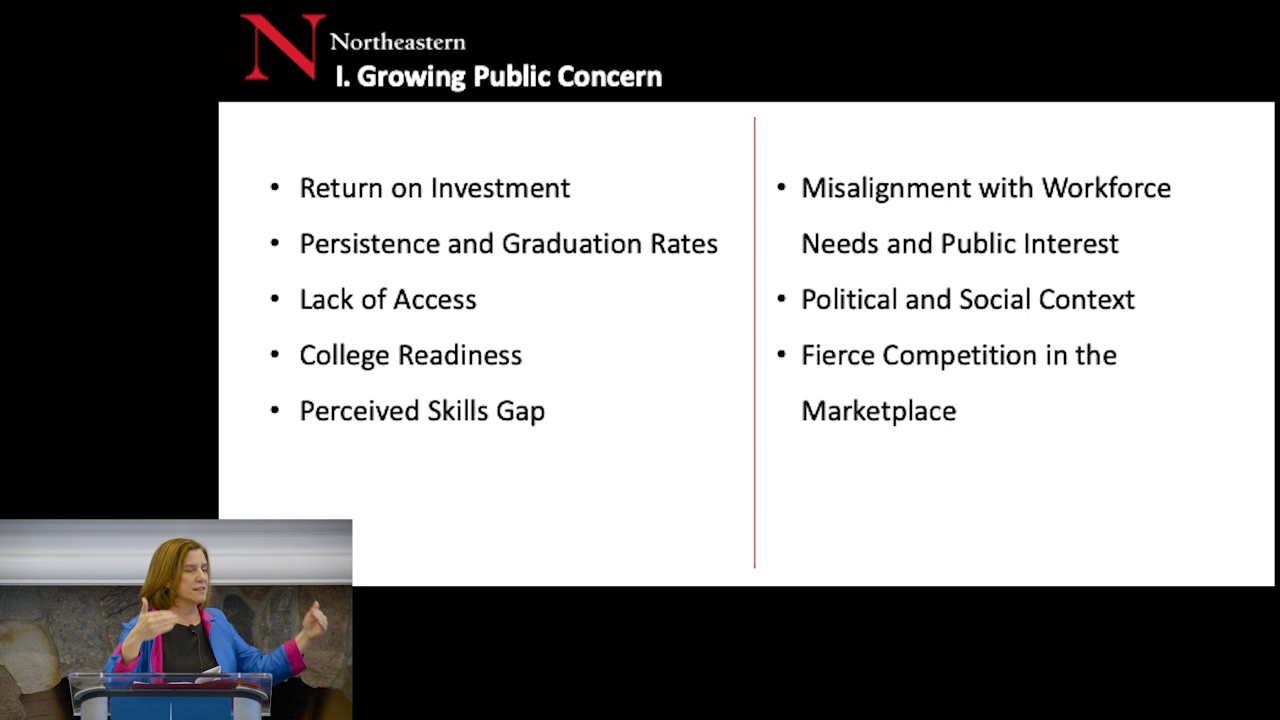 Northeastern
I. Growing Public Concern
• Return on Investment
• Persistence and Graduation Rates
• Lack of Access
• College Readiness
• Perceived Skills Gap
• Misalignment with Workforce
Needs and Public Interest
• Political and Social Context
• Fierce Competition in the
Marketplace